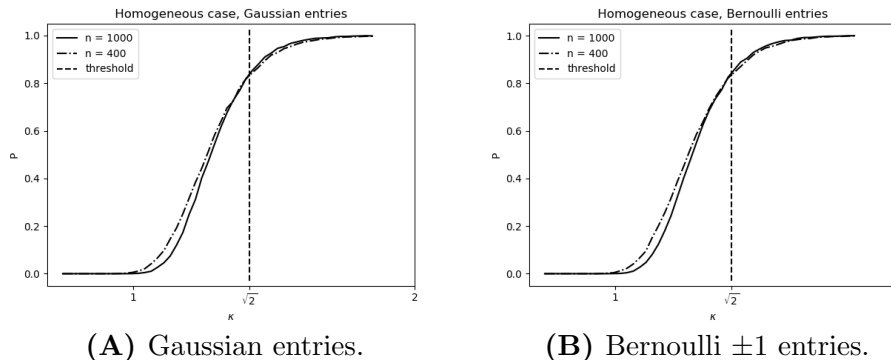 Homogeneous case, Gaussian entries
n = 1000
n = 400
threshold
1.0
0.8
0.6
0.4
0.2
0.0
P
1
√2
2
κ
(A) Gaussian entries.
Homogeneous case, Bernoulli entries
n = 1000
n = 400
threshold
1.0
0.8
0.6
0.4
0.2
0.0
P
1
√2
κ
(B) Bernoulli ±1 entries.